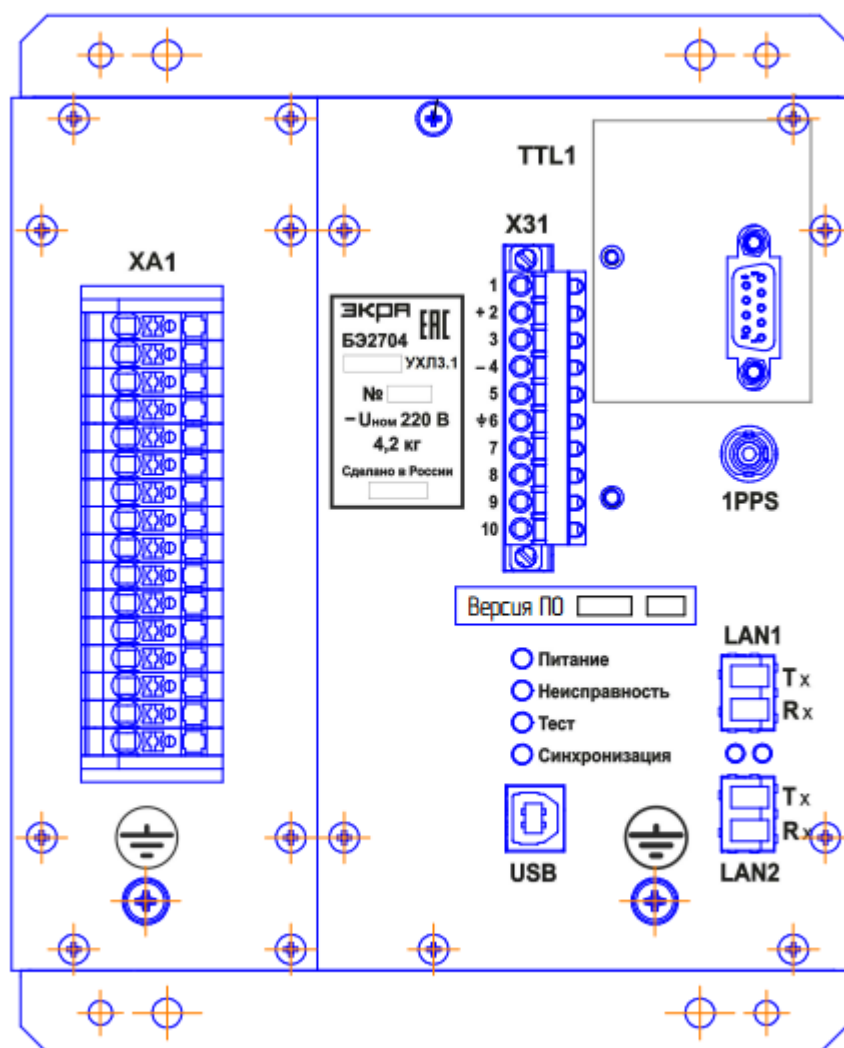 TTL1
X31
XA1
1
+ 2
3
– 4
5
6
7
8
9
10
ЭКРА ЕАС
БЭ2704
УХЛ3.1
№
– Uном 220 В
4,2 кг
Сделано в России
1PPS
Версия ПО
LAN1
Питание
Tx
Неисправность
Rx
Тест
Синхронизация
Tx
Rx
USB
LAN2